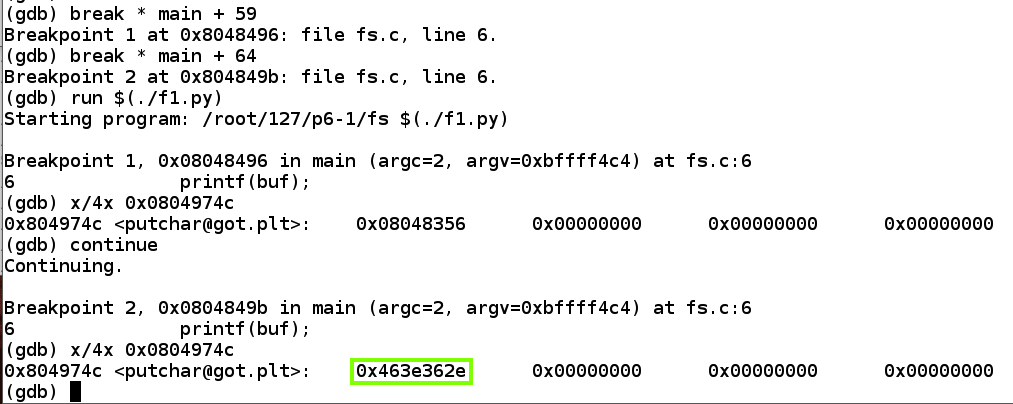 (gdb) break * main + 59
Breakpoint 1 at 0x8048496: file fs.c, line 6.
(gdb) break * main + 64
Breakpoint 2 at 0x804849b: file fs.c, line 6.
(gdb) run $(./f1.py)
Starting program: /root/127/p6-1/fs $(./f1.py)
Breakpoint 1, 0x08048496 in main (argc=2, argv=0xbffff4c4) at fs.c:6
6 printf(buf);
(gdb) x/4x 0x0804974c
0x804974c <putchar@got.plt>: 0x08048356 0x00000000 0x00000000 0x00000000
(gdb) continue
Continuing.
Breakpoint 2, 0x0804849b in main (argc=2, argv=0xbffff4c4) at fs.c:6
6 printf(buf);
(gdb) x/4x 0x0804974c
0x804974c <putchar@got.plt>: 0x463e362e 0x00000000 0x00000000 0x00000000
(gdb)